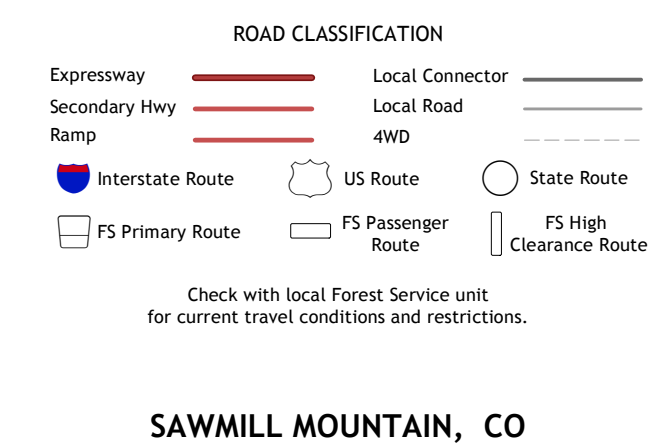 ROAD CLASSIFICATION
Expressway
Local Connector
Secondary Hwy
Local Road
Ramp
4WD
Interstate Route
US Route
State Route
FS Primary Route
FS Passenger
Route
FS High
Clearance Route
Check with local Forest Service unit
for current travel conditions and restrictions.
SAWMILL MOUNTAIN, CO